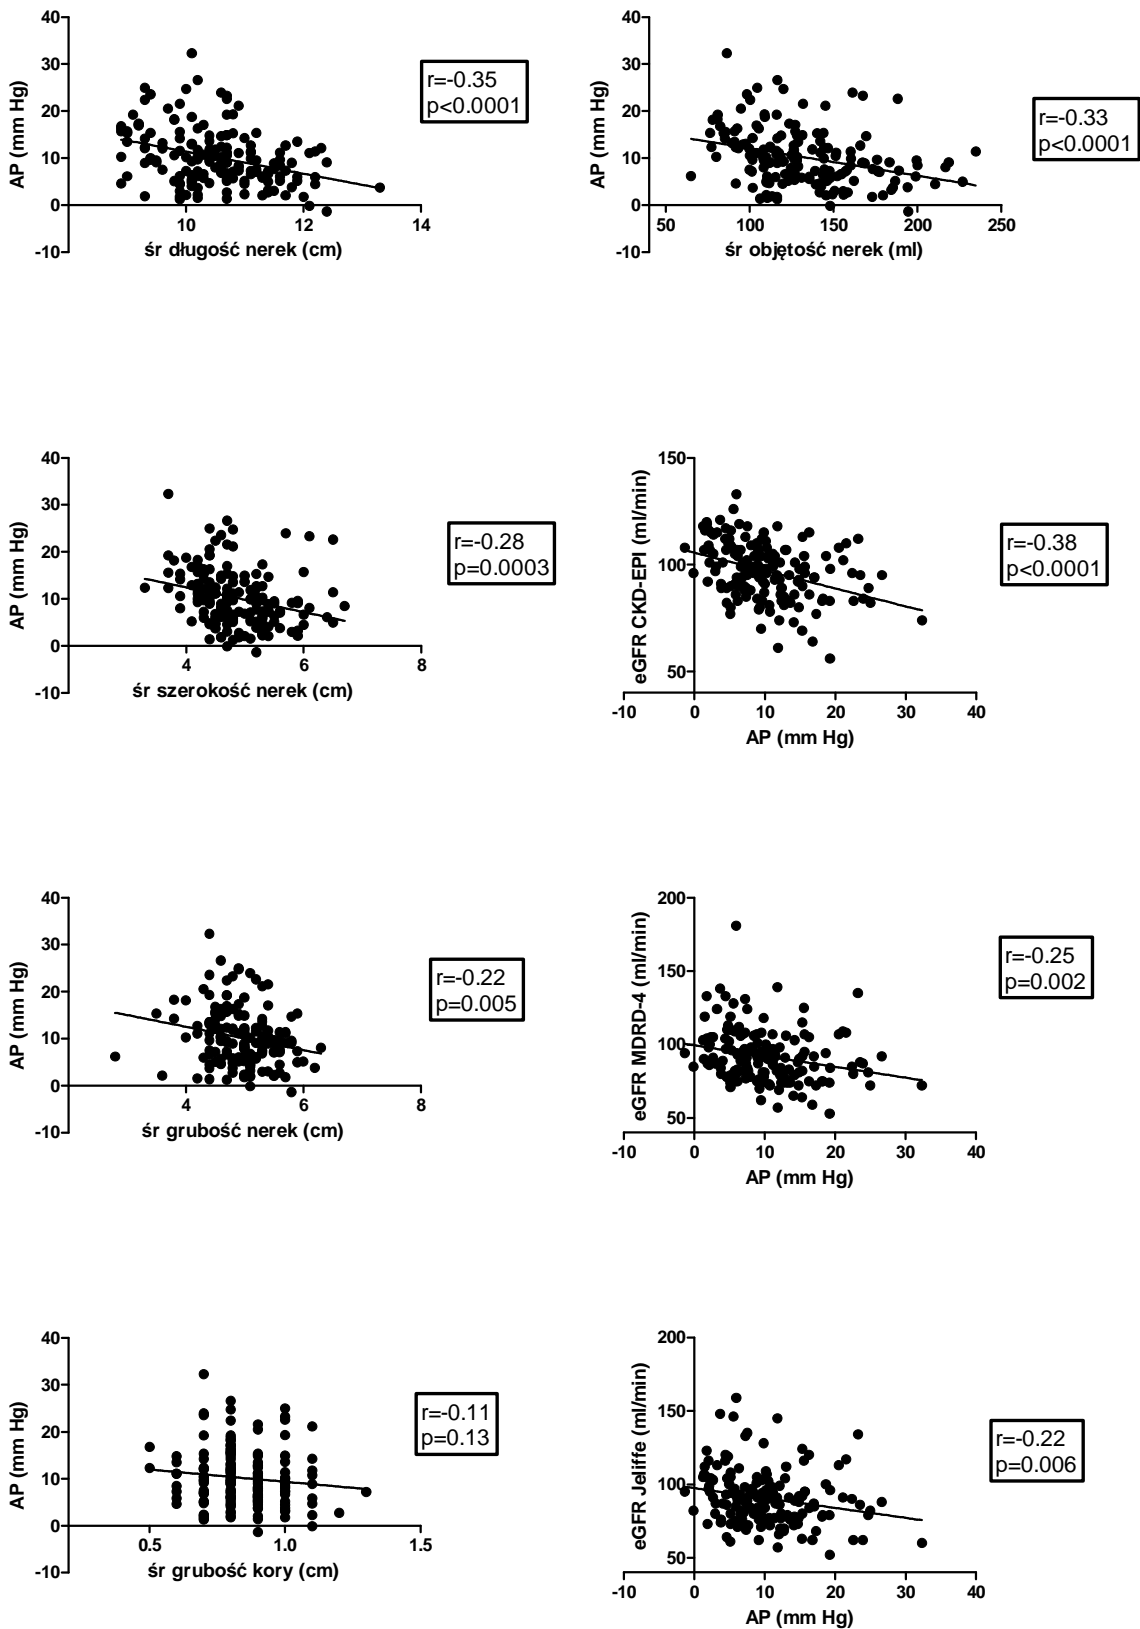 40
30
20
10
0
-10
AP (mm Hg)
10
12
14
śr długość nerek (cm)
r=-0.35
p<0.0001
40
30
20
10
0
-10
AP (mm Hg)
50
100
150
200
250
śr objętość nerek (ml)
r=-0.33
p<0.0001
40
30
20
10
0
-10
AP (mm Hg)
4
6
8
śr szerokość nerek (cm)
r=-0.28
p=0.0003
150
100
50
eGFR CKD-EPI (ml/min)
-10
0
10
20
30
40
AP (mm Hg)
r=-0.38
p<0.0001
40
30
20
10
0
-10
AP (mm Hg)
4
6
8
śr grubość nerek (cm)
r=-0.22
p=0.005
200
150
100
50
eGFR MDRD-4 (ml/min)
-10
0
10
20
30
40
AP (mm Hg)
r=-0.25
p=0.002
40
30
20
10
0
-10
AP (mm Hg)
0.5
1.0
1.5
śr grubość kory (cm)
r=-0.11
p=0.13
200
150
100
50
eGFR Jeliffe (ml/min)
-10
0
10
20
30
40
AP (mm Hg)
r=-0.22
p=0.006